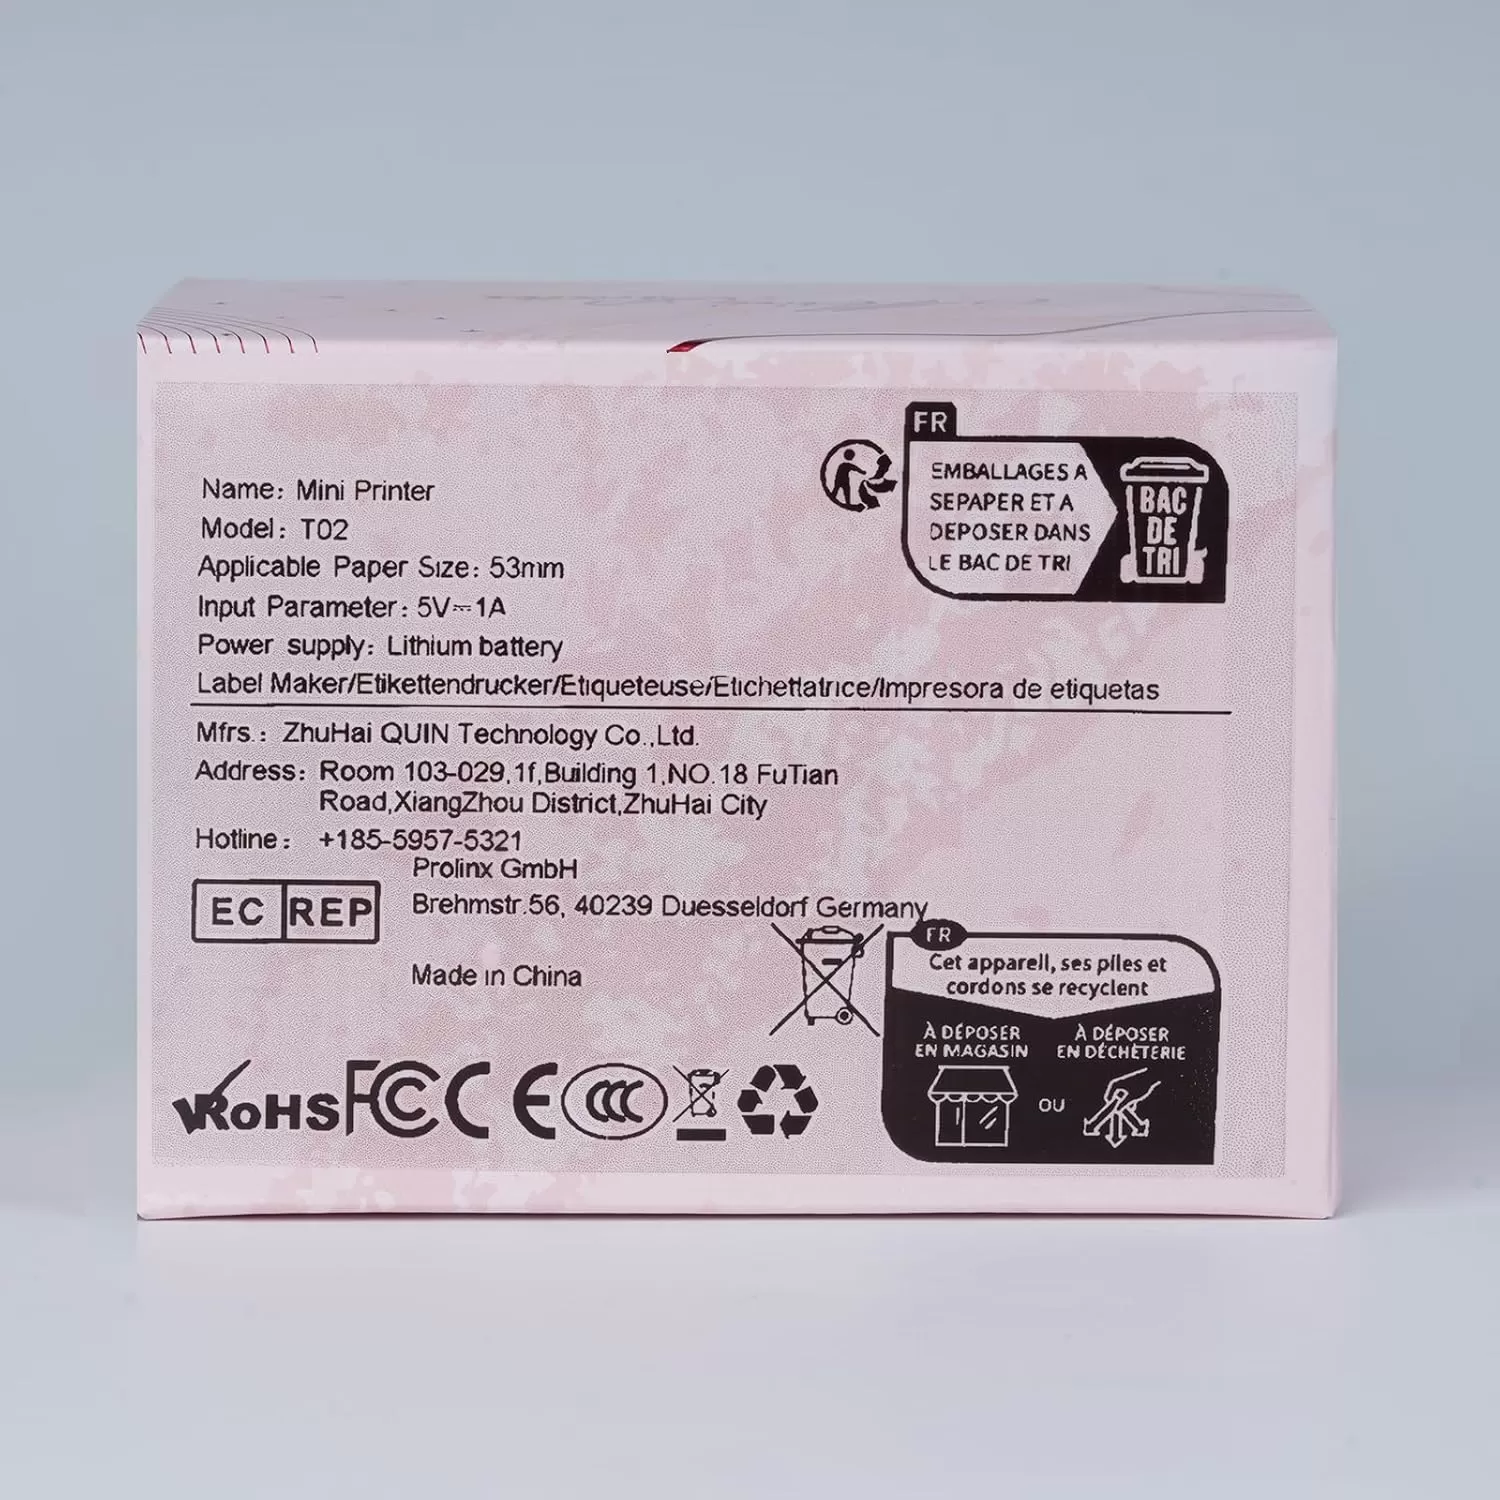 Name: Mini Printer
Model: T02
Applicable Paper Size: 53mm
Input Parameter: 5V⎓1A
Power supply: Lithium battery
Label Maker/Etikettendrucker/Etiqueteuse/Etichettatrice/Impresora de etiquetas
FR
EMBALLAGES A
SEPAPER ET A
DEPOSER DANS
LE BAC DE TRI
BAC
DE
TRI
Mfrs.: ZhuHai QUIN Technology Co.,Ltd.
Address: Room 103-029,1f,Building 1,NO.18 FuTian
Road,XiangZhou District,ZhuHai City
Hotline: +185-5957-5321
EC REP
Prolinx GmbH
Brehmstr.56, 40239 Duesseldorf Germany
Made in China
FR
Cet appareil, ses piles et
cordons se recyclent
À DÉPOSER
EN MAGASIN
OU
À DÉPOSER
EN DÉCHÈTERIE
RoHS FC CE CCC